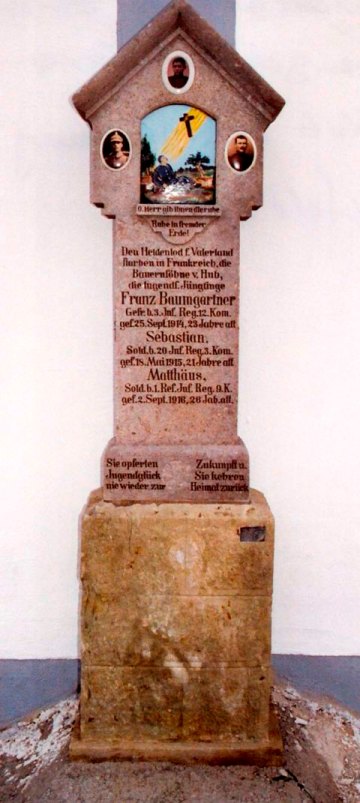 O. Herr gib ihnen die ruhe
Ruhe in fremder
Erde!
Den Heldentod f. Vaterland
starben in Frankreich, die
Bauernsöhne v. Hub,
die tugendf. Jünglinge
Franz Baumgartner
Gefr. b. 3. Inf. Reg. 12. Kom.
gef. 25. Sept. 1914, 23 Jahre alt.
Sebastian.
Sold. b. 20 Inf. Reg. 3. Kom.
gef. 18. Mai 1915, 21 Jahre alt.
Matthäus.
Sold. b. 1. Ref. Inf. Reg. 9. K.
gef. 2. Sept. 1916, 26 Jah. alt.
Sie opferten Zukunft u.
Jugendglück Sie kehren
nie wieder zur Heimat zurück